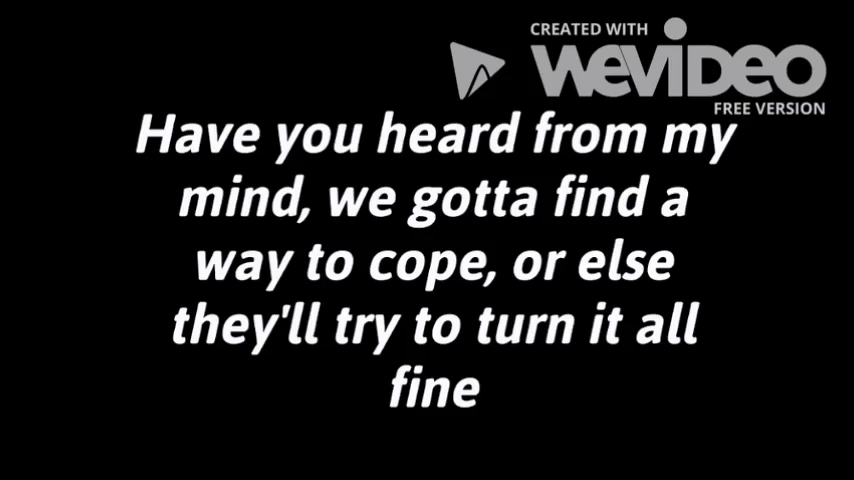 CREATED WITH
WEVIDEO
FREE VERSION
Have you heard from my
mind, we gotta find a
way to cope, or else
they'll try to turn it all
fine